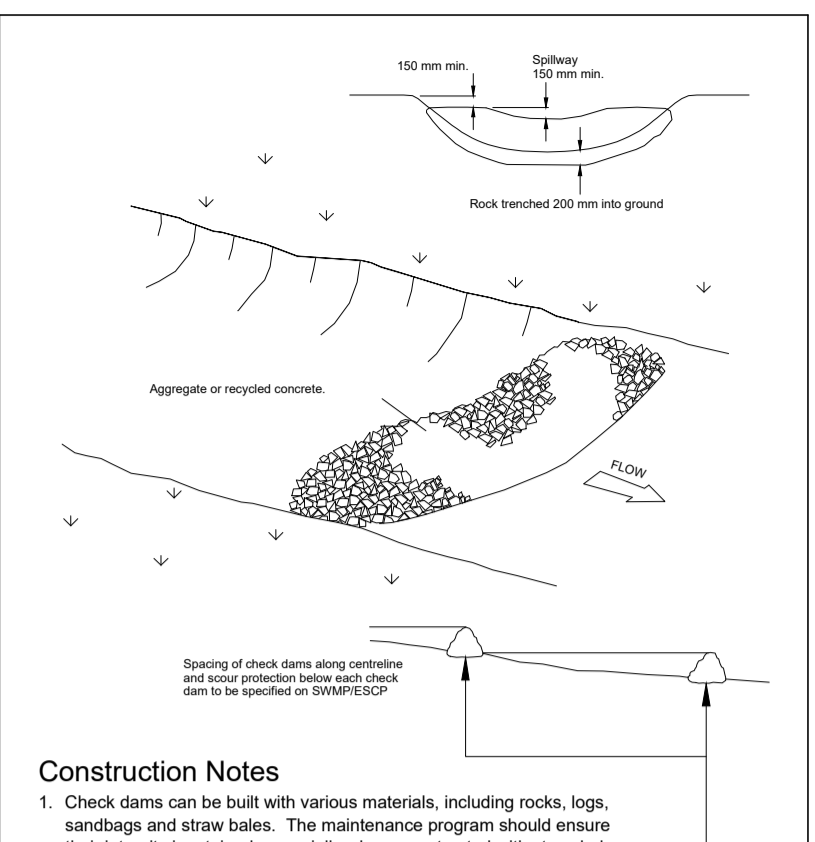 150 mm min.
Spillway
150 mm min.
Rock trenched 200 mm into ground
Aggregate or recycled concrete.
FLOW
Spacing of check dams along centreline
and scour protection below each check
dam to be specified on SWMP/ESCP
Construction Notes
1. Check dams can be built with various materials, including rocks, logs,
sandbags and straw bales. The maintenance program should ensure